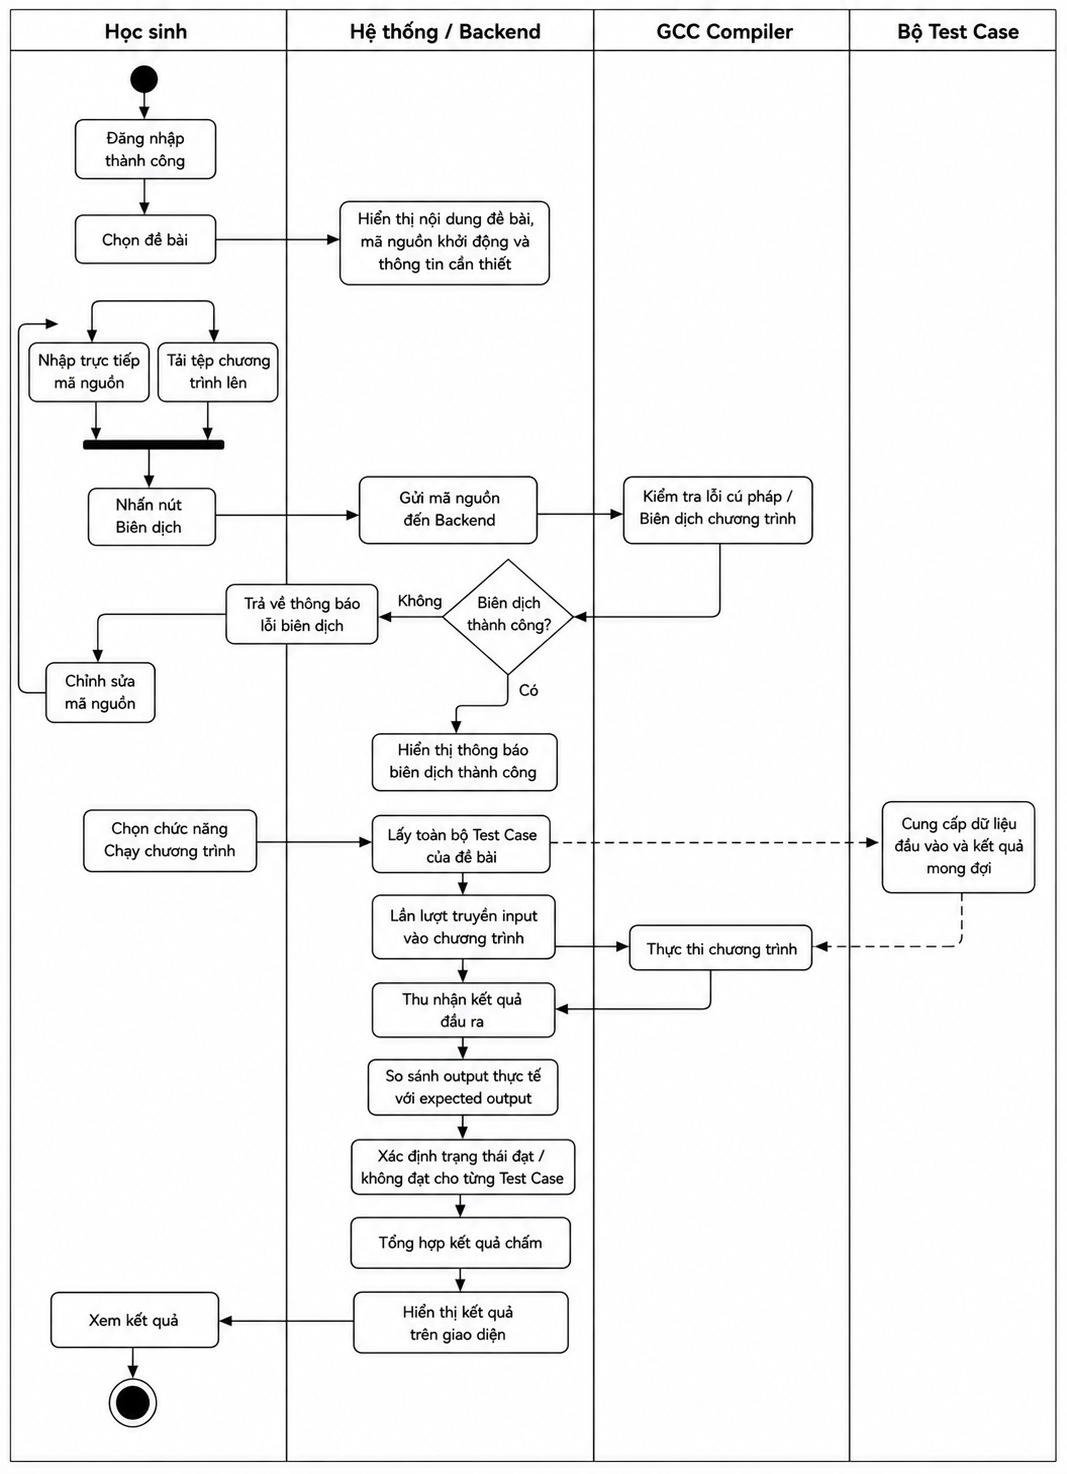 Học sinh
Hệ thống / Backend
GCC Compiler
Bộ Test Case
Đăng nhập
thành công
Chọn đề bài
Hiển thị nội dung đề bài,
mã nguồn khởi động và
thông tin cần thiết
Nhập trực tiếp
mã nguồn
Tải tệp chương
trình lên
Nhấn nút
Biên dịch
Gửi mã nguồn
đến Backend
Kiểm tra lỗi cú pháp /
Biên dịch chương trình
Biên dịch
thành công?
Không
Trả về thông báo
lỗi biên dịch
Chỉnh sửa
mã nguồn
Có
Hiển thị thông báo
biên dịch thành công
Chọn chức năng
Chạy chương trình
Lấy toàn bộ Test Case
của đề bài
Cung cấp dữ liệu
đầu vào và kết quả
mong đợi
Lần lượt truyền input
vào chương trình
Thực thi chương trình
Thu nhận kết quả
đầu ra
So sánh output thực tế
với expected output
Xác định trạng thái đạt /
không đạt cho từng Test Case
Tổng hợp kết quả chấm
Hiển thị kết quả
trên giao diện
Xem kết quả